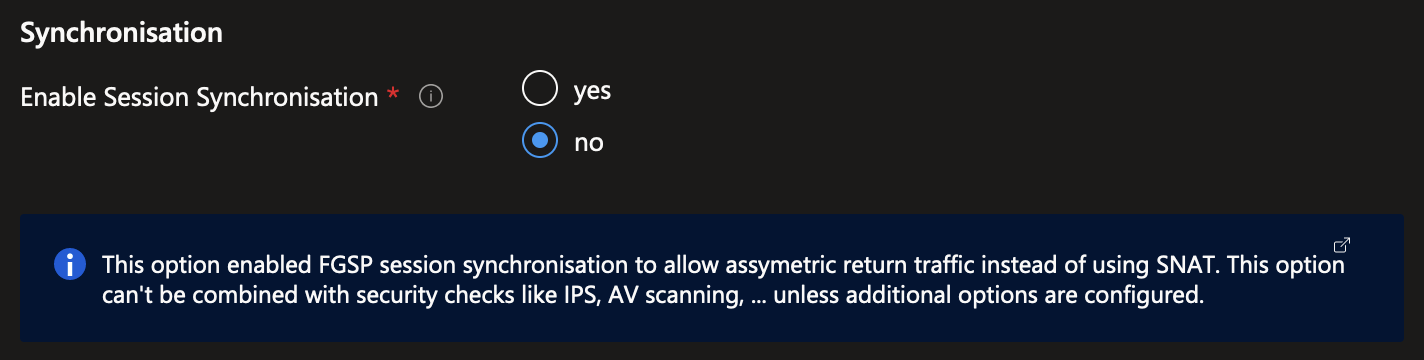 Synchronisation
Enable Session Synchronisation *
yes
no
This option enabled FGSP session synchronisation to allow assymetric return traffic instead of using SNAT. This option
can't be combined with security checks like IPS, AV scanning, ... unless additional options are configured.